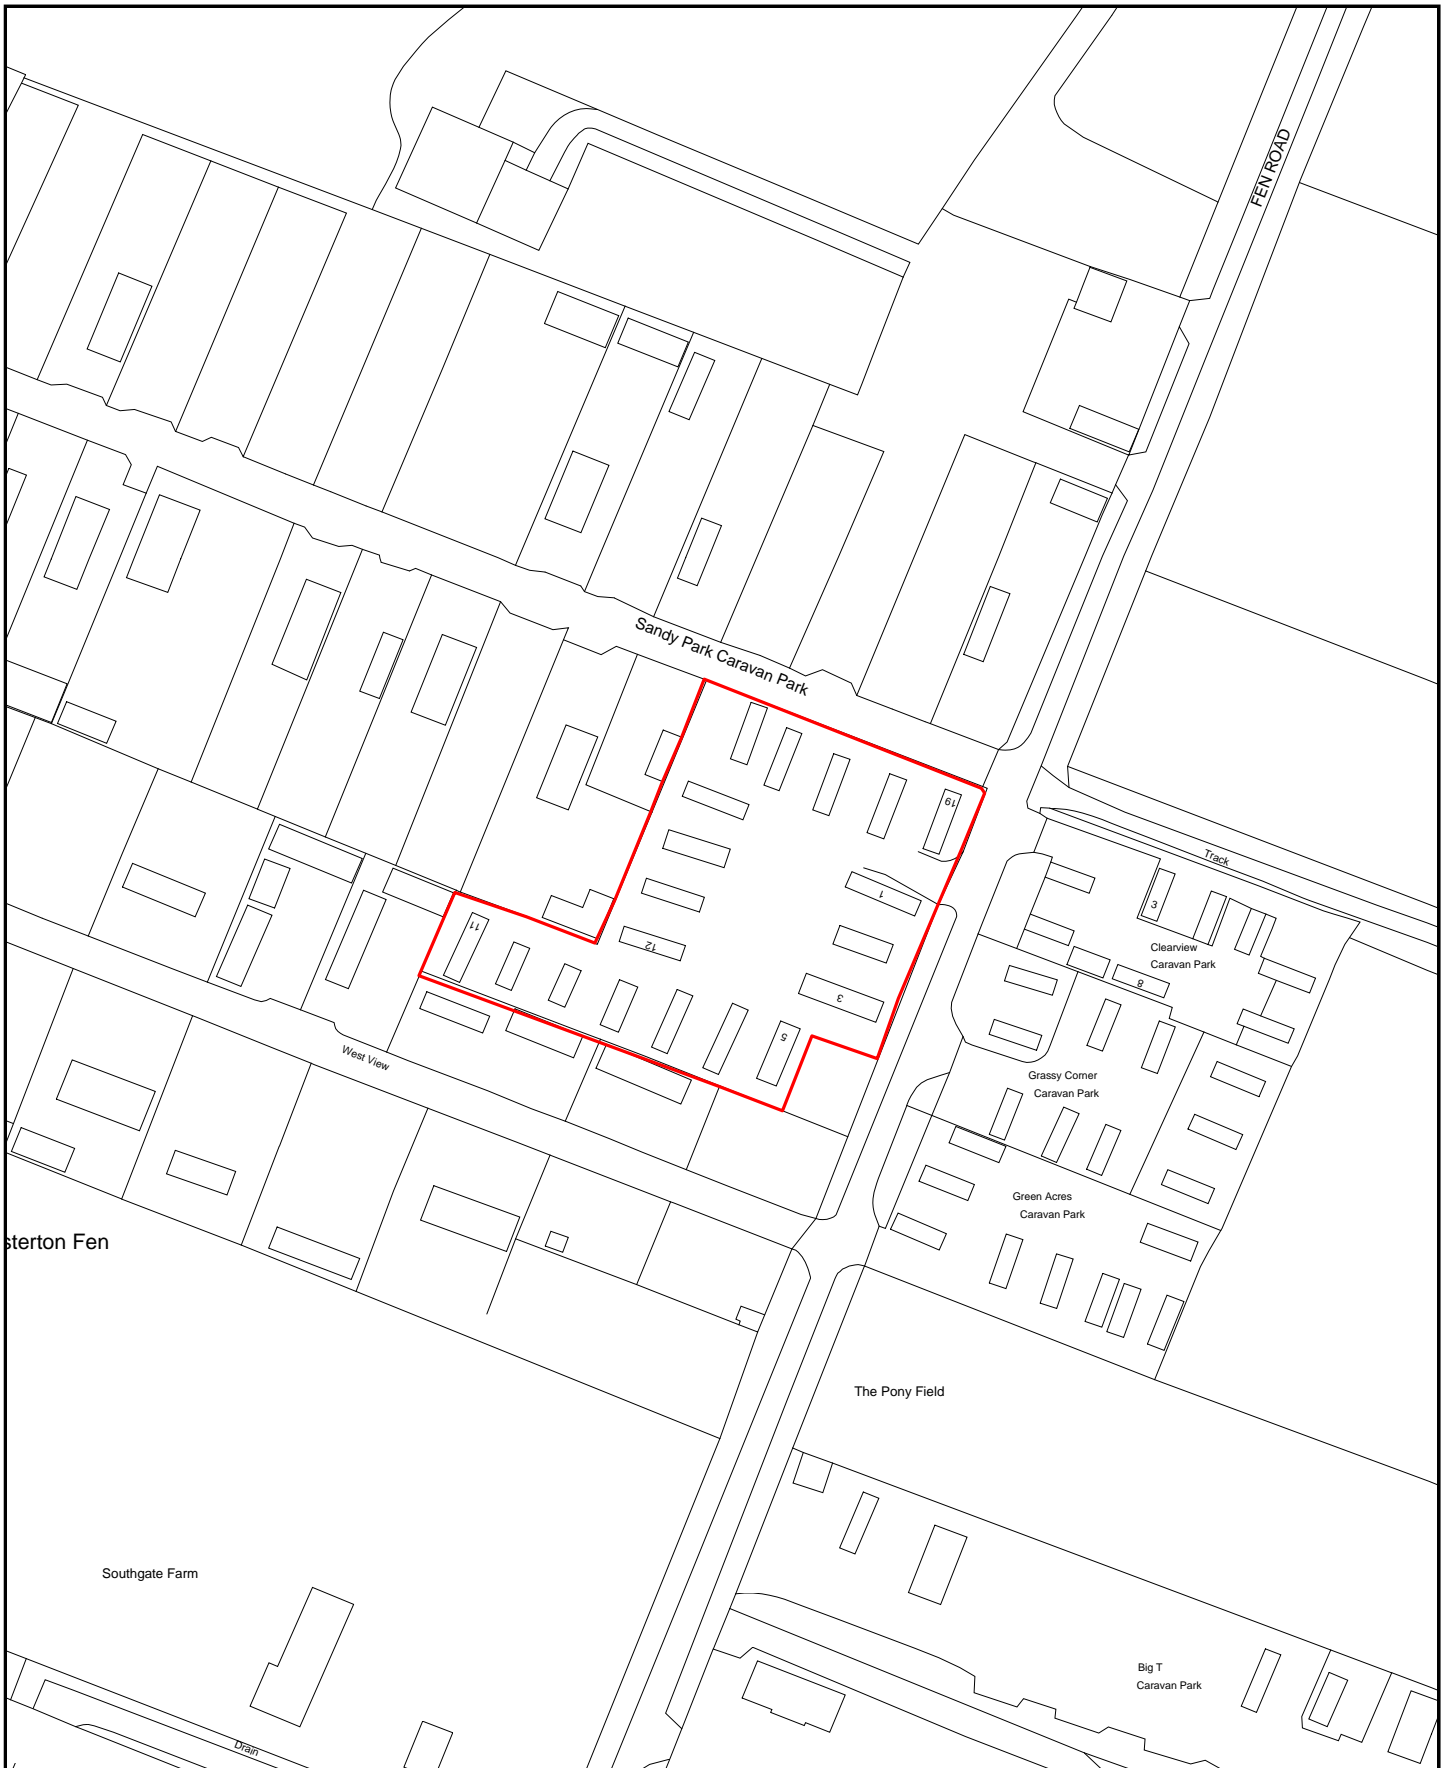 FEN ROAD
Sandy Park Caravan Park
19
Track
1
3
11
12
Clearview
Caravan Park
8
3
5
West View
Grassy Corner
Caravan Park
Green Acres
Caravan Park
sterton Fen
The Pony Field
Southgate Farm
Big T
Caravan Park
Drain